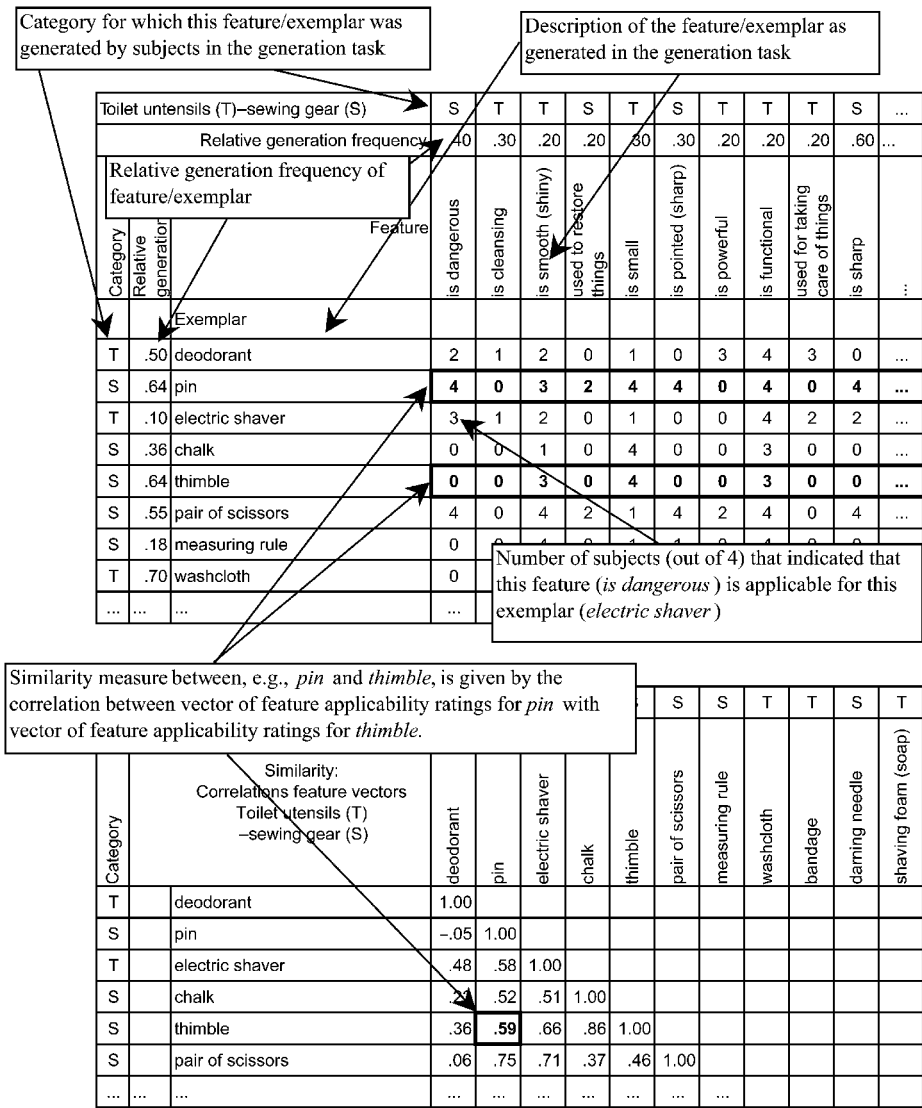 Category for which this feature/exemplar was
generated by subjects in the generation task
Description of the feature/exemplar as
generated in the generation task
Toilet untensils (T)–sewing gear (S) S T T S T S T T T S ...
Relative generation frequency .40 .30 .20 .20 .30 .30 .20 .20 .20 .60 ...
Relative generation frequency of
feature/exemplar
Category
Relative
generation
Feature
is dangerous
is cleansing
is smooth (shiny)
used to restore
things
is small
is pointed (sharp)
is powerful
is functional
used for taking
care of things
is sharp
...
Exemplar
T .50 deodorant 2 1 2 0 1 0 3 4 3 0 ...
S .64 pin 4 0 3 2 4 4 0 4 0 4 ...
T .10 electric shaver 3 1 2 0 1 0 0 4 2 2 ...
S .36 chalk 0 0 1 0 4 0 0 3 0 0 ...
S .64 thimble 0 0 3 0 4 0 0 3 0 0 ...
S .55 pair of scissors 4 0 4 2 1 4 2 4 0 4 ...
S .18 measuring rule 0
T .70 washcloth 0
... ... ... ...
Number of subjects (out of 4) that indicated that
this feature (is dangerous) is applicable for this
exemplar (electric shaver)
Similarity measure between, e.g., pin and thimble, is given by the
correlation between vector of feature applicability ratings for pin with
vector of feature applicability ratings for thimble.
S S T T S T
Category
Similarity:
Correlations feature vectors
Toilet utensils (T)
–sewing gear (S)
deodorant
pin
electric shaver
chalk
thimble
pair of scissors
measuring rule
washcloth
bandage
darning needle
shaving foam (soap)
T deodorant 1.00
S pin –.05 1.00
T electric shaver .48 .58 1.00
S chalk .52 .51 1.00
S thimble .36 .59 .66 .86 1.00
S pair of scissors .06 .75 .71 .37 .46 1.00
... ... ... ... ... ... ... ... ... ...